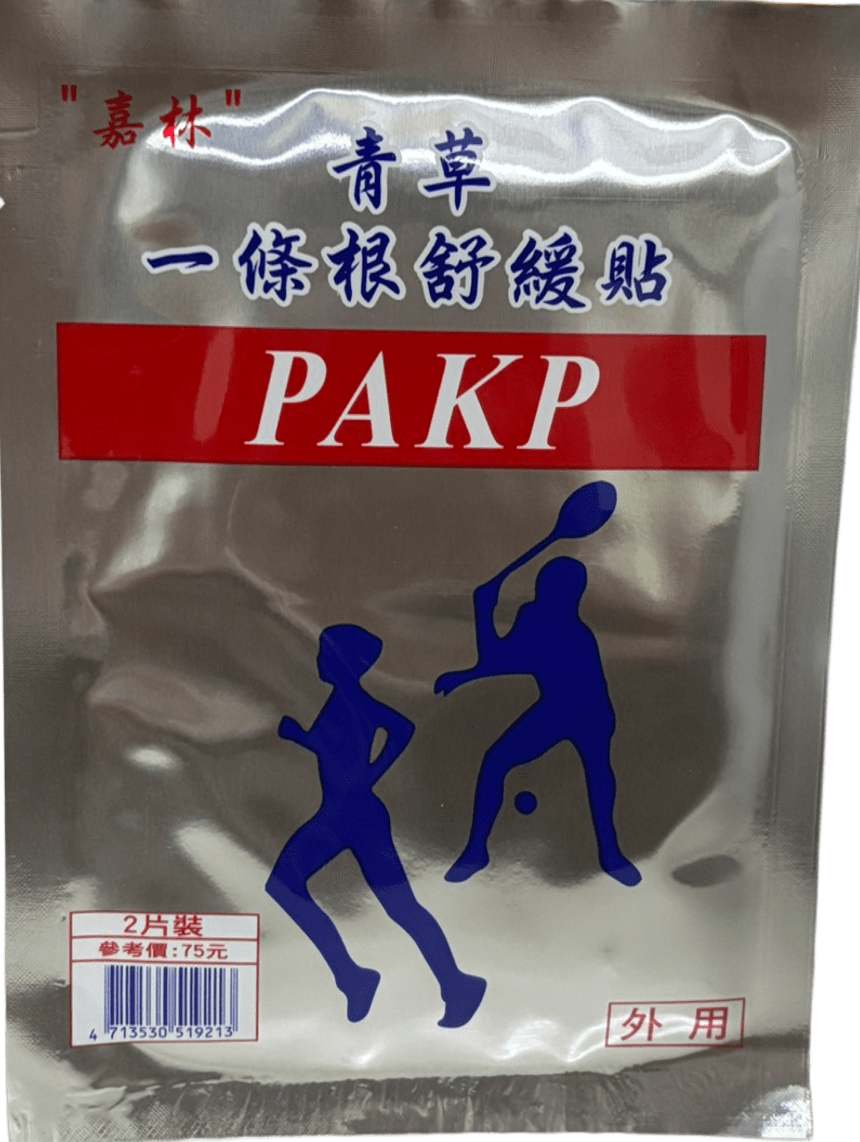 "嘉林"
青草
一條根舒緩貼
PAKP
2片裝
參考價:75元
4 713530 519213
外用